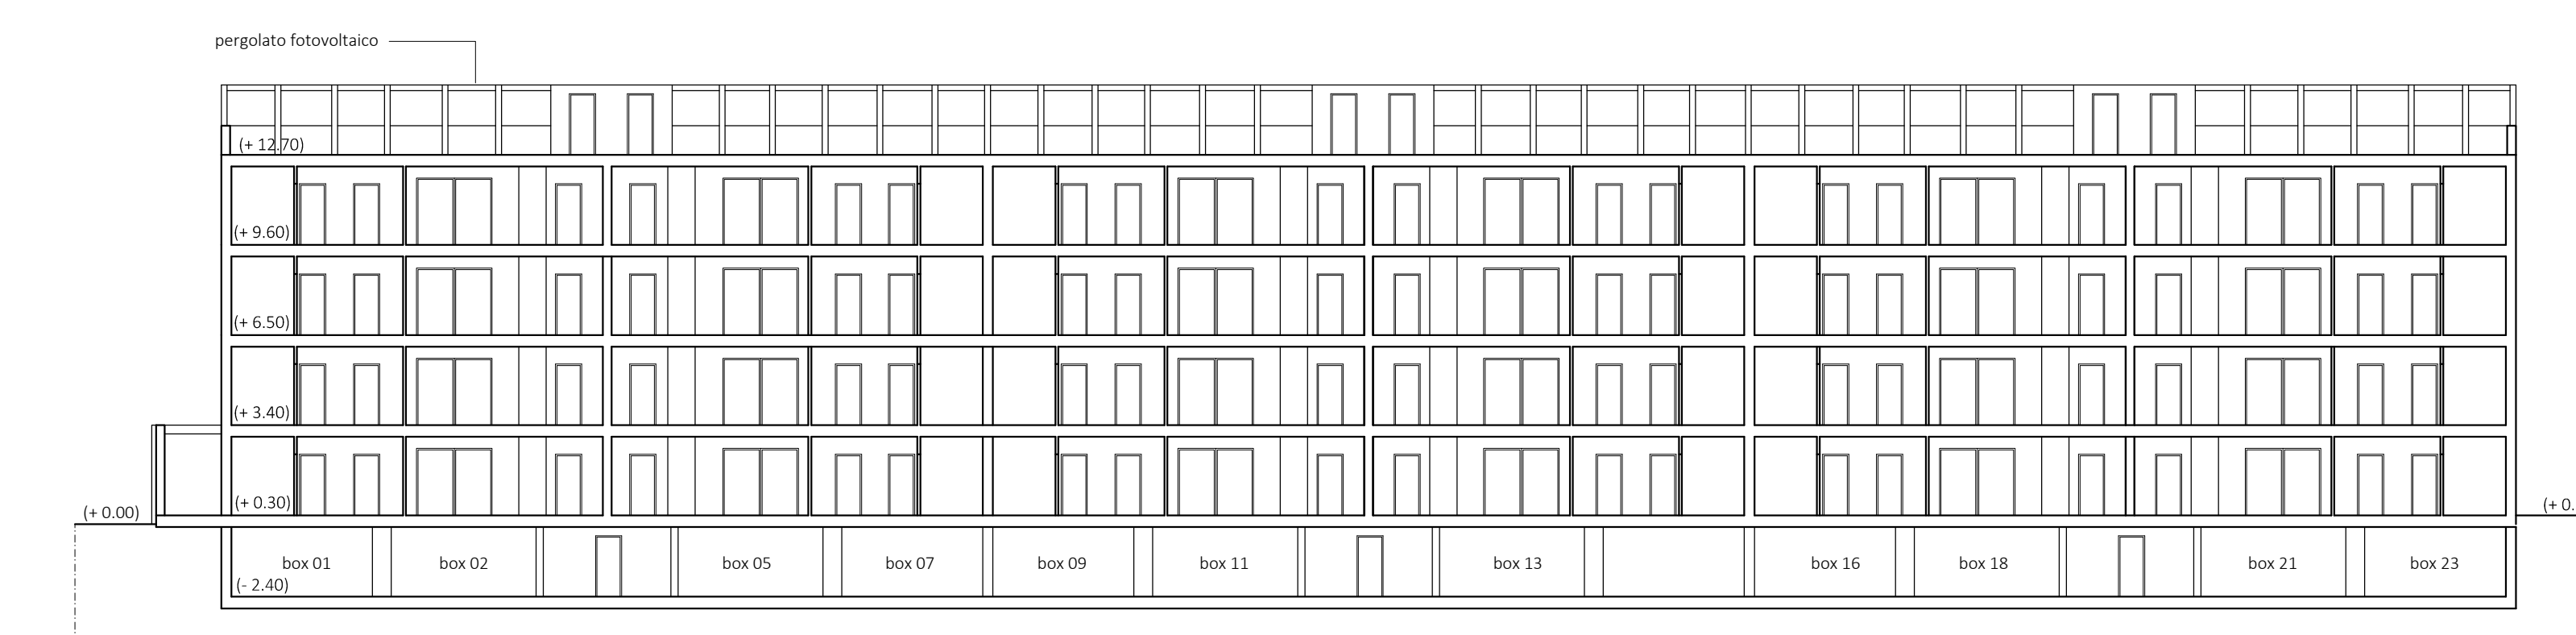 pergolato fotovoltaico
(+ 12.70)
(+ 9.60)
(+ 6.50)
(+ 3.40)
(+ 0.30)
(+ 0.00)
(+ 0.
box 01
box 02
box 05
box 07
box 09
box 11
box 13
box 16
box 18
box 21
box 23
(- 2.40)